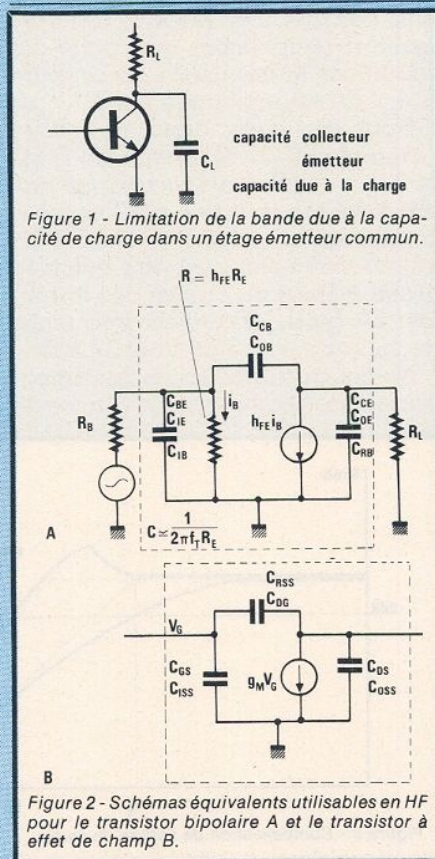 R_L
C_L
capacité collecteur
émetteur
capacité due à la charge
Figure 1 - Limitation de la bande due à la capa-
cité de charge dans un étage émetteur commun.
R = h_FE R_E
C_CB
C_OB
R_B
C_BE
C_IE
C_IB
i_B
h_FE i_B
C_CE
C_OE
C_RB
R_L
A
C ≃ 1/2πf_T R_E
C_RSS
C_DG
V_G
C_GS
C_ISS
g_M V_G
C_DS
C_OSS
B
Figure 2 - Schémas équivalents utilisables en HF
pour le transistor bipolaire A et le transistor à
effet de champ B.